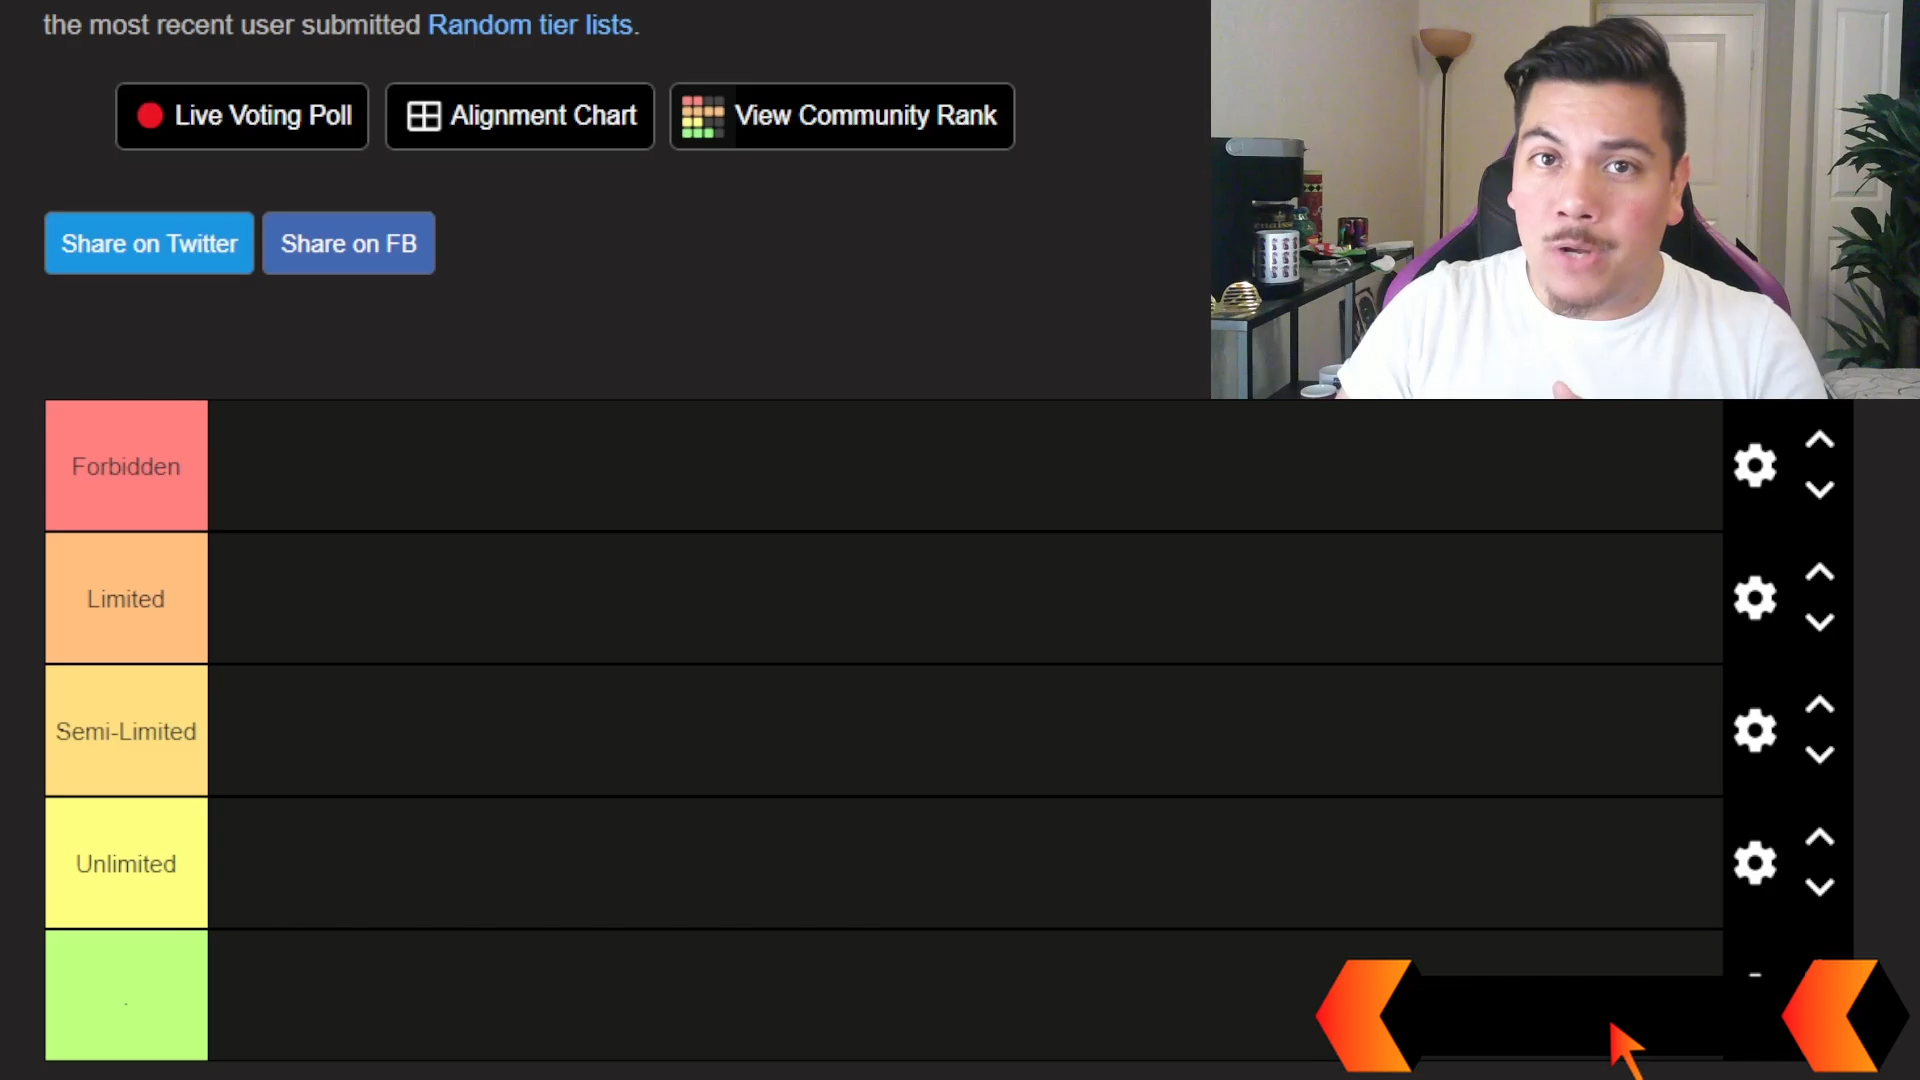 the most recent user submitted Random tier lists.
Live Voting Poll
Alignment Chart
View Community Rank
Share on Twitter
Share on FB
Forbidden
Limited
Semi-Limited
Unlimited
.